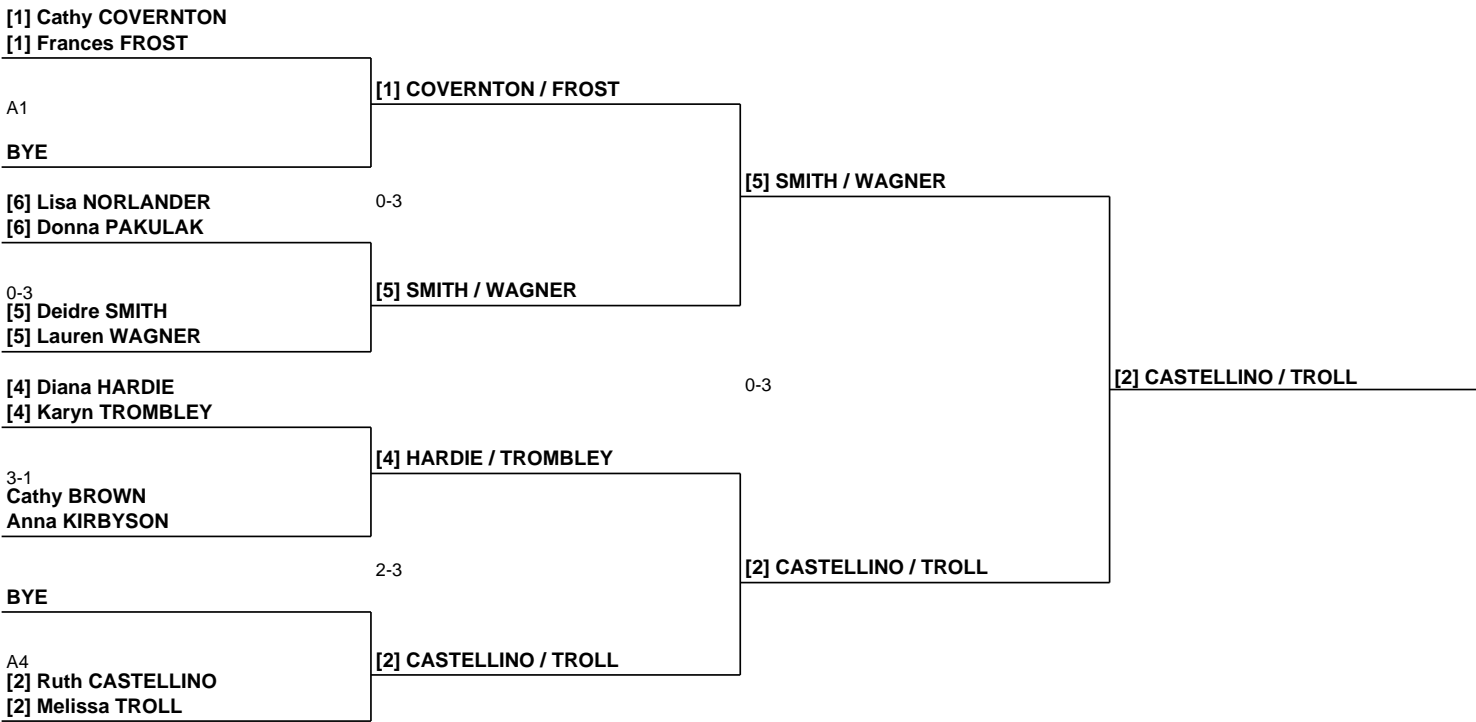 [1] Cathy COVERNTON
[1] Frances FROST
[1] COVERNTON / FROST
A1
BYE
[5] SMITH / WAGNER
[6] Lisa NORLANDER
0-3
[6] Donna PAKULAK
0-3
[5] SMITH / WAGNER
[5] Deidre SMITH
[5] Lauren WAGNER
[4] Diana HARDIE
0-3
[2] CASTELLINO / TROLL
[4] Karyn TROMBLEY
[4] HARDIE / TROMBLEY
3-1
Cathy BROWN
Anna KIRBYSON
2-3
[2] CASTELLINO / TROLL
BYE
A4
[2] CASTELLINO / TROLL
[2] Ruth CASTELLINO
[2] Melissa TROLL